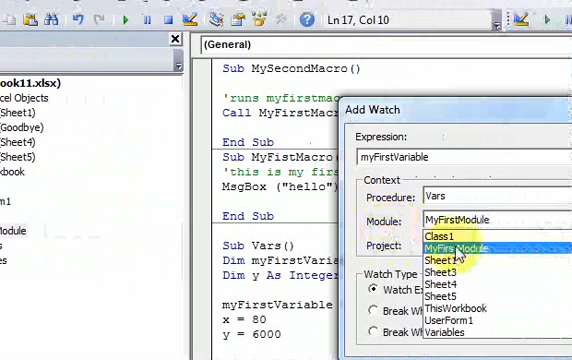 Ln 17, Col 10
ook11.xlsx)
(General)
cel Objects
(Sheet1)
(Goodbye)
(Sheet4)
(Sheet5)
Sub MySecondMacro()
'runs myfirstmac
Call MyFirstMacr
End Sub
Sub MyFistMacro(
'this is my firs
MsgBox ("hello")
End Sub
Sub Vars()
Dim myFirstVaria
Dim y As Integer
myFirstVariable
x = 80
y = 6000
Add Watch
Expression:
myFirstVariable
Context
Procedure:
Vars
Module:
MyFirstModule
Project:
Class1
MyFirstModule
Sheet1
Sheet3
Sheet4
Sheet5
ThisWorkbook
UserForm1
Variables
Watch Type
Watch Ex
Break Wh
Break Wh
m1
Module
s